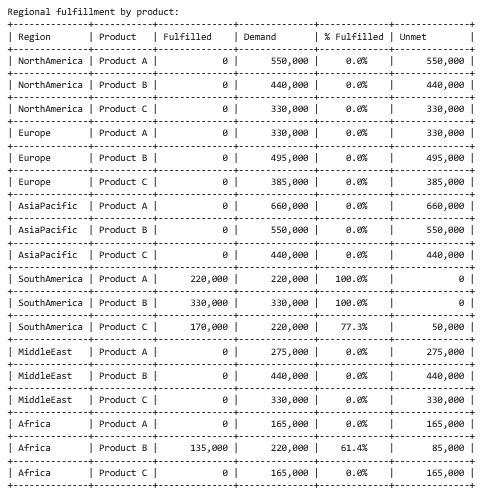 Regional fulfillment by product:
+--------------+-----------+-------------+------------+-------------+-------------+
| Region | Product | Fulfilled | Demand | % Fulfilled | Unmet |
| NorthAmerica | Product A | 0 | 550,000 | 0.0% | 550,000 |
| NorthAmerica | Product B | 0 | 440,000 | 0.0% | 440,000 |
| NorthAmerica | Product C | 0 | 330,000 | 0.0% | 330,000 |
| Europe | Product A | 0 | 330,000 | 0.0% | 330,000 |
| Europe | Product B | 0 | 495,000 | 0.0% | 495,000 |
| Europe | Product C | 0 | 385,000 | 0.0% | 385,000 |
| AsiaPacific | Product A | 0 | 660,000 | 0.0% | 660,000 |
| AsiaPacific | Product B | 0 | 550,000 | 0.0% | 550,000 |
| AsiaPacific | Product C | 0 | 440,000 | 0.0% | 440,000 |
| SouthAmerica | Product A | 220,000 | 220,000 | 100.0% | 0 |
| SouthAmerica | Product B | 330,000 | 330,000 | 100.0% | 0 |
| SouthAmerica | Product C | 170,000 | 220,000 | 77.3% | 50,000 |
| MiddleEast | Product A | 0 | 275,000 | 0.0% | 275,000 |
| MiddleEast | Product B | 0 | 440,000 | 0.0% | 440,000 |
| MiddleEast | Product C | 0 | 330,000 | 0.0% | 330,000 |
| Africa | Product A | 0 | 165,000 | 0.0% | 165,000 |
| Africa | Product B | 135,000 | 220,000 | 61.4% | 85,000 |
| Africa | Product C | 0 | 165,000 | 0.0% | 165,000 |